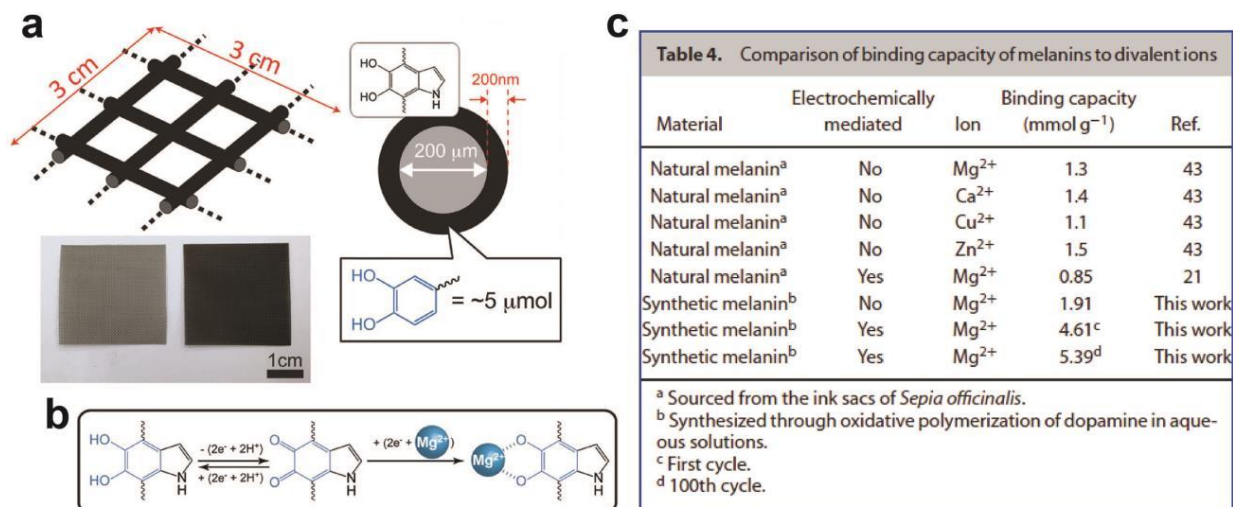 a
3 cm
3 cm
HO
HO
N
H
200nm
200 μm
HO
HO
= ~5 μmol
1cm
b
HO
HO
N
H
- (2e⁻ + 2H⁺)
+ (2e⁻ + 2H⁺)
O
O
N
H
+ (2e⁻ + Mg²⁺)
Mg²⁺
O
O
N
H
c
Table 4. Comparison of binding capacity of melanins to divalent ions
Material Electrochemically mediated Ion Binding capacity (mmol g⁻¹) Ref.
Natural melaninᵃ No Mg²⁺ 1.3 43
Natural melaninᵃ No Ca²⁺ 1.4 43
Natural melaninᵃ No Cu²⁺ 1.1 43
Natural melaninᵃ No Zn²⁺ 1.5 43
Natural melaninᵃ Yes Mg²⁺ 0.85 21
Synthetic melaninᵇ No Mg²⁺ 1.91 This work
Synthetic melaninᵇ Yes Mg²⁺ 4.61ᶜ This work
Synthetic melaninᵇ Yes Mg²⁺ 5.39ᵈ This work
ᵃ Sourced from the ink sacs of Sepia officinalis.
ᵇ Synthesized through oxidative polymerization of dopamine in aque-
ous solutions.
ᶜ First cycle.
ᵈ 100th cycle.